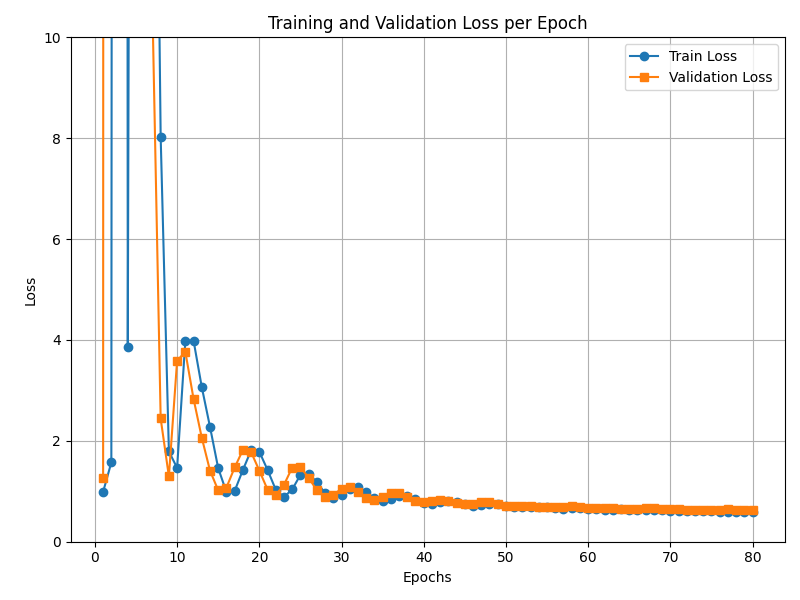 Training and Validation Loss per Epoch
Train Loss
Validation Loss
Loss
10
8
6
4
2
0
0 10 20 30 40 50 60 70 80
Epochs